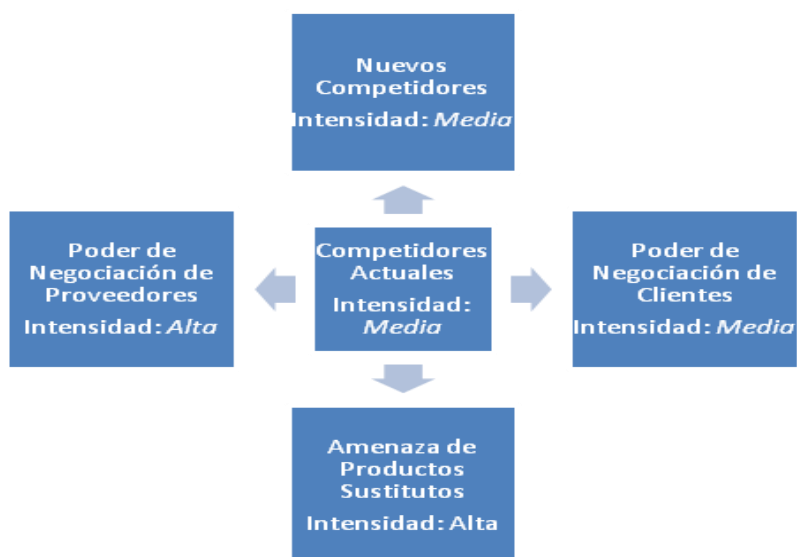 Nuevos
Competidores
Intensidad: Media
Poder de
Negociación de
Proveedores
Intensidad: Alta
Competidores
Actuales
Intensidad:
Media
Poder de
Negociación de
Clientes
Intensidad: Media
Amenaza de
Productos
Sustitutos
Intensidad: Alta